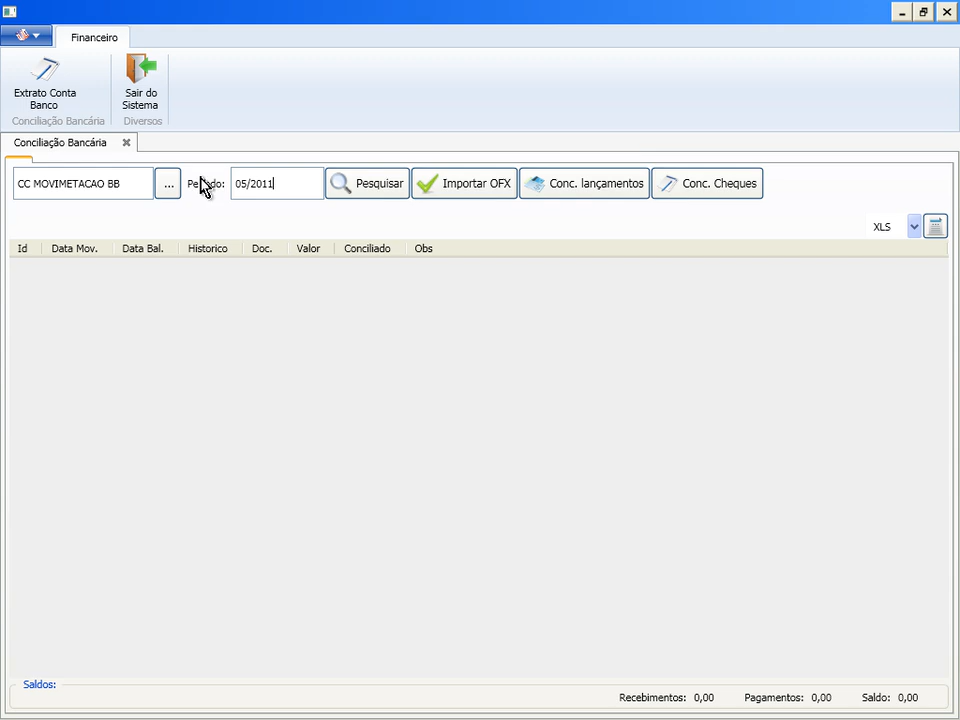 Financeiro
Extrato Conta
Banco
Sair do
Sistema
Conciliação Bancária
Diversos
Conciliação Bancária
CC MOVIMETACAO BB
...
05/2011
Pesquisar
Importar OFX
Conc. lançamentos
Conc. Cheques
XLS
Id
Data Mov.
Data Bal.
Historico
Doc.
Valor
Conciliado
Obs
Saldos:
Recebimentos: 0,00
Pagamentos: 0,00
Saldo: 0,00